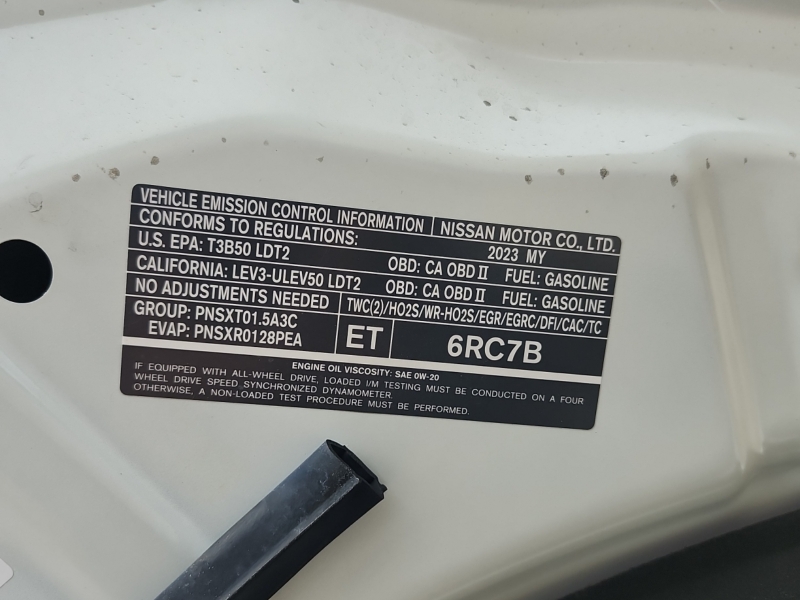 VEHICLE EMISSION CONTROL INFORMATION NISSAN MOTOR CO., LTD.
CONFORMS TO REGULATIONS: 2023 MY
U.S. EPA: T3B50 LDT2 OBD: CA OBD II FUEL: GASOLINE
CALIFORNIA: LEV3-ULEV50 LDT2 OBD: CA OBD II FUEL: GASOLINE
NO ADJUSTMENTS NEEDED TWC(2)/HO2S/WR-HO2S/EGR/EGRC/DFI/CAC/TC
GROUP: PNSXT01.5A3C
EVAP: PNSXR0128PEA ET 6RC7B
ENGINE OIL VISCOSITY: SAE 0W-20
IF EQUIPPED WITH ALL-WHEEL DRIVE, LOADED I/M TESTING MUST BE CONDUCTED ON A FOUR
WHEEL DRIVE SPEED SYNCHRONIZED DYNAMOMETER.
OTHERWISE, A NON-LOADED TEST PROCEDURE MUST BE PERFORMED.